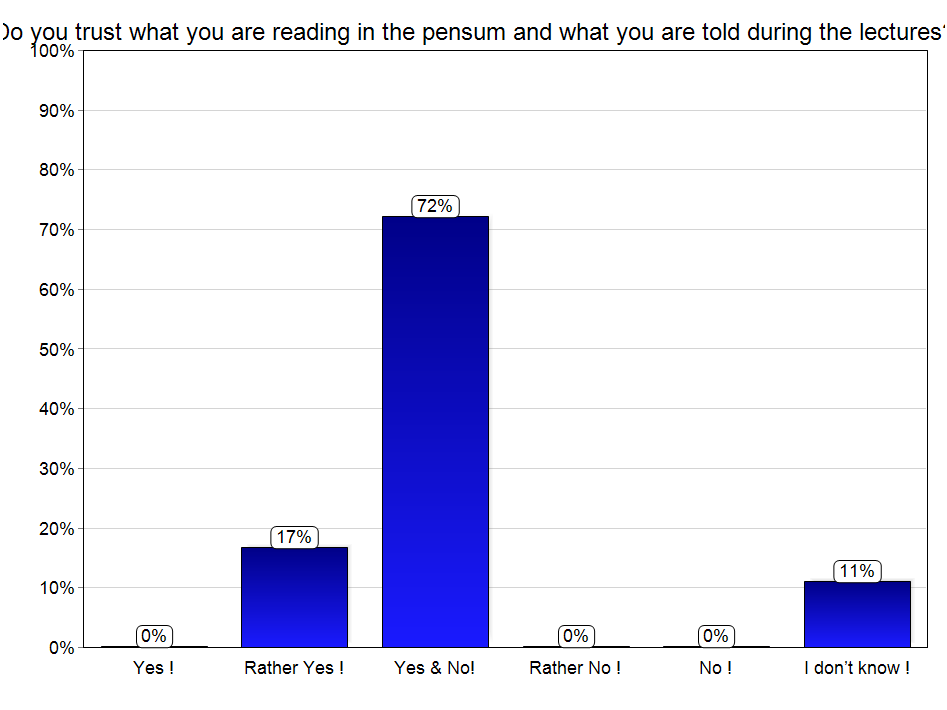 Do you trust what you are reading in the pensum and what you are told during the lectures?
100%
90%
80%
70%
60%
50%
40%
30%
20%
10%
0%
0%
17%
72%
0%
0%
11%
Yes !
Rather Yes !
Yes & No!
Rather No !
No !
I don’t know !